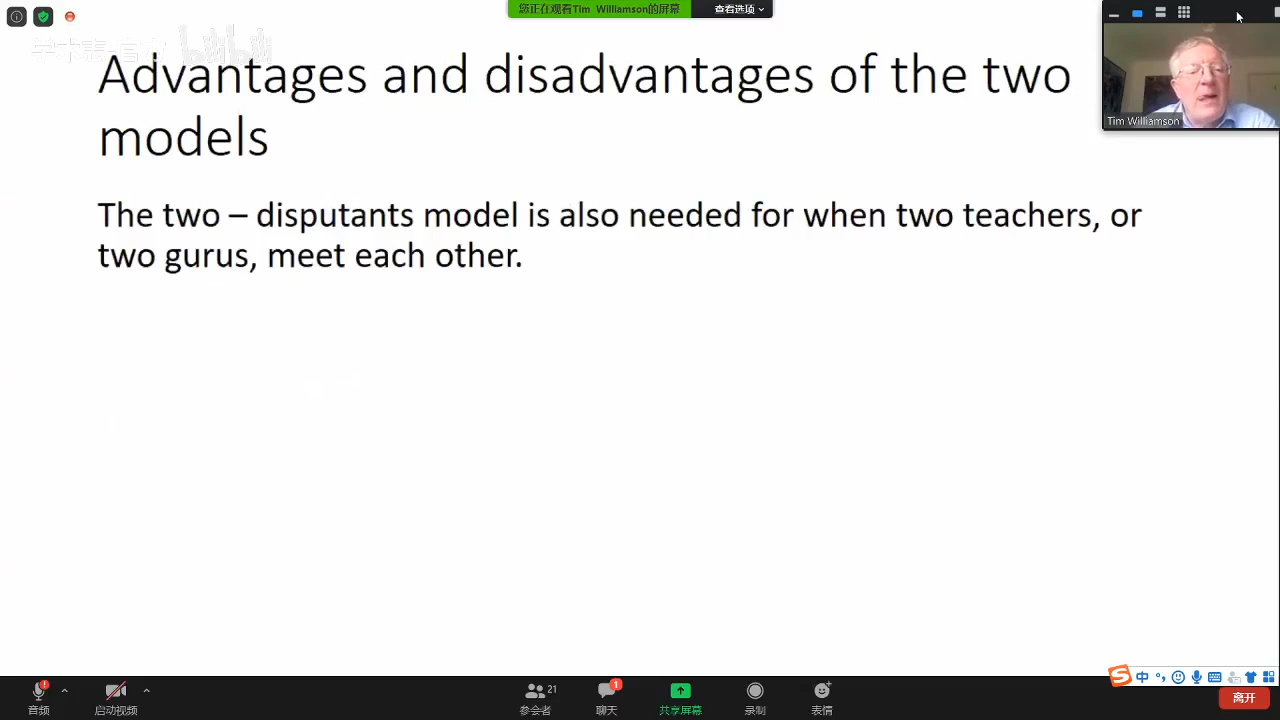 您正在观看Tim Williamson的屏幕 查看选项
Advantages and disadvantages of the two
models
Tim Williamson
The two – disputants model is also needed for when two teachers, or
two gurus, meet each other.
中
音频
启动视频
21
参会者
1
聊天
共享屏幕
录制
表情
离开